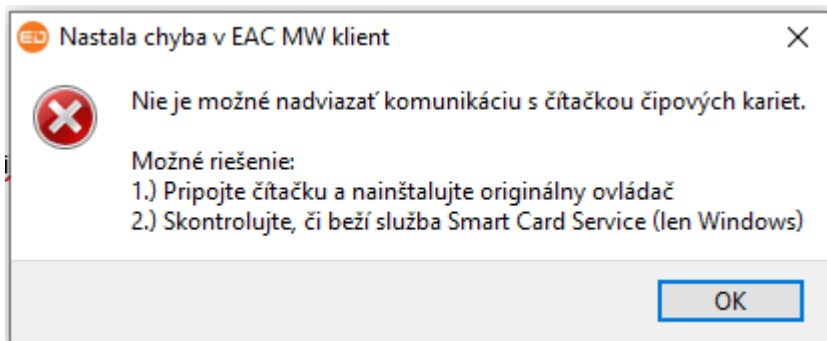 Nastala chyba v EAC MW klient
Nie je možné nadviazať komunikáciu s čítačkou čipových kariet.
Možné riešenie:
1.) Pripojte čítačku a nainštalujte originálny ovládač
2.) Skontrolujte, či beží služba Smart Card Service (len Windows)
OK